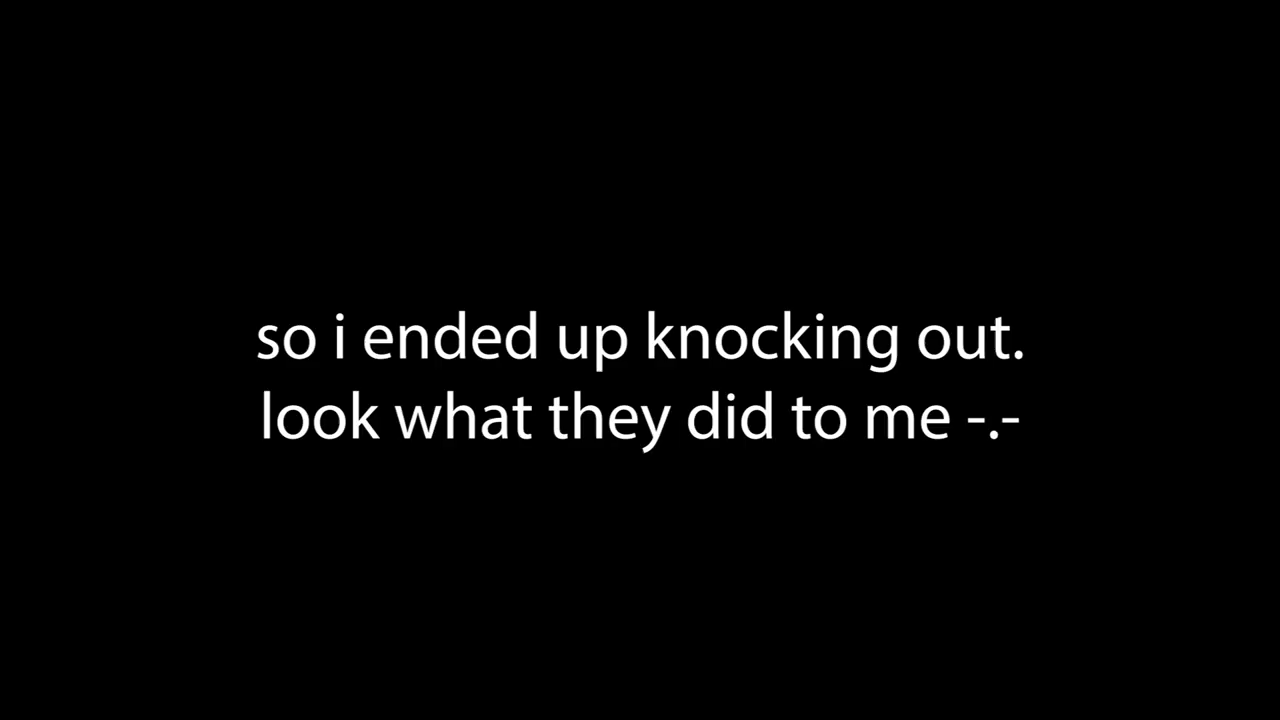 so i ended up knocking out.
look what they did to me -.-